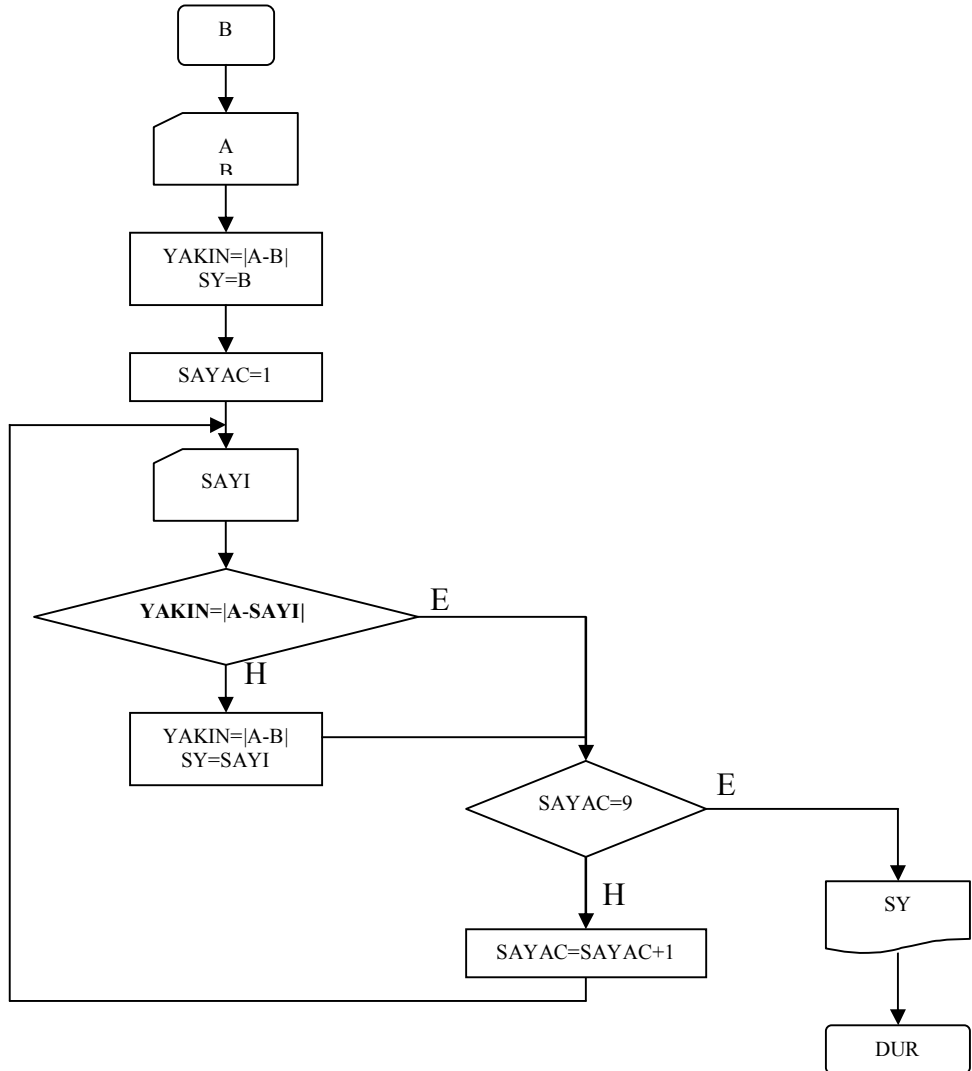 B
A
B
YAKIN=|A-B|
SY=B
SAYAC=1
SAYI
YAKIN=|A-SAYI|
E
H
YAKIN=|A-B|
SY=SAYI
SAYAC=9
E
H
SY
SAYAC=SAYAC+1
DUR